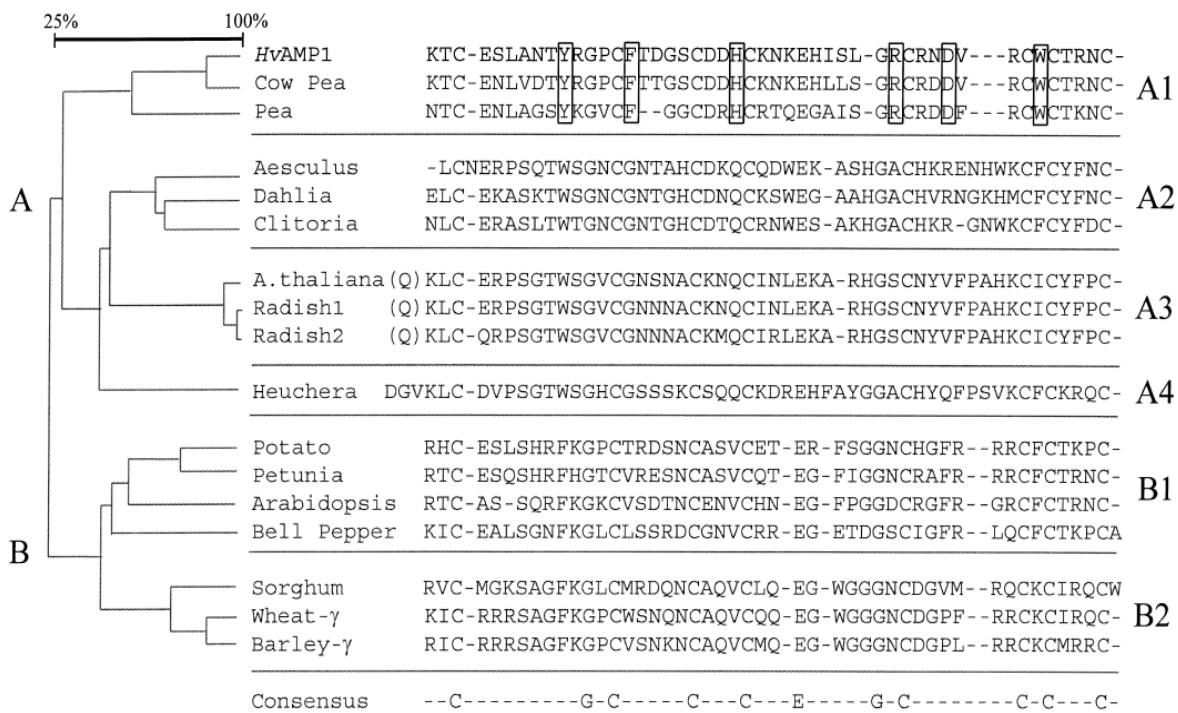 25% 100%
HvAMP1 KTC-ESLANTYRGPCFTDGSCDDHCKNKEHISL-GRCRNDV---RCWCTRNC-
Cow Pea KTC-ENLVDTYRGPCFTTGSCDDHCKNKEHLLS-GRCRDDV---RCWCTRNC-
A1
Pea NTC-ENLAGSYKGVCF--GGCDRHCRTQEGAIS-GRCRDDF---RCWCTKNC-
Aesculus -LCNERPSQTWSGNCGNTAHCDKQCQDWEK-ASHGACHKRENHWKCFCYFNC-
A
Dahlia ELC-EKASKTWSGNCGNTGHCDNQCKSWEG-AAHGACHVRNGKHMCFCYFNC-
A2
Clitoria NLC-ERASLTWTGNCGNTGHCDTQCRNWES-AKHGACHKR-GNWKCFCYFDC-
A.thaliana(Q)KLC-ERPSGTWSGVCGNSNACKNQCINLEKA-RHGSCNYVFPAHKCICYFPC-
Radish1 (Q)KLC-ERPSGTWSGVCGNNNACKNQCINLEKA-RHGSCNYVFPAHKCICYFPC-
A3
Radish2 (Q)KLC-QRPSGTWSGVCGNNNACKMQCIRLEKA-RHGSCNYVFPAHKCICYFPC-
Heuchera DGVKLC-DVPSGTWSGHCGSSSKCSQQCKDREHFAYGGACHYQFPSVKCFCKRQC-
A4
Potato RHC-ESLSHRFKGPCTRDSNCASVCET-ER-FSGGNCHGFR--RRCFCTKPC-
Petunia RTC-ESQSHRFHGTCVRESNCASVCQT-EG-FIGGNCRAFR--RRCFCTRNC-
B1
Arabidopsis RTC-AS-SQRFKGKCVSDTNCENVCHN-EG-FPGGDCRGFR--GRCFCTRNC-
Bell Pepper KIC-EALSGNFKGLCLSSRDCGNVCRR-EG-ETDGSCIGFR--LQCFCTKPCA
B
Sorghum RVC-MGKSAGFKGLCMRDQNCAQVCLQ-EG-WGGGNCDGVM--RQCKCIRQCW
Wheat-γ KIC-RRRSAGFKGPCWSNQNCAQVCQQ-EG-WGGGNCDGPF--RRCKCIRQC-
B2
Barley-γ RIC-RRRSAGFKGPCVSNKNCAQVCMQ-EG-WGGGNCDGPL--RRCKCMRRC-
Consensus --C---------G-C-----C---C---E-----G-C--------C-C---C-